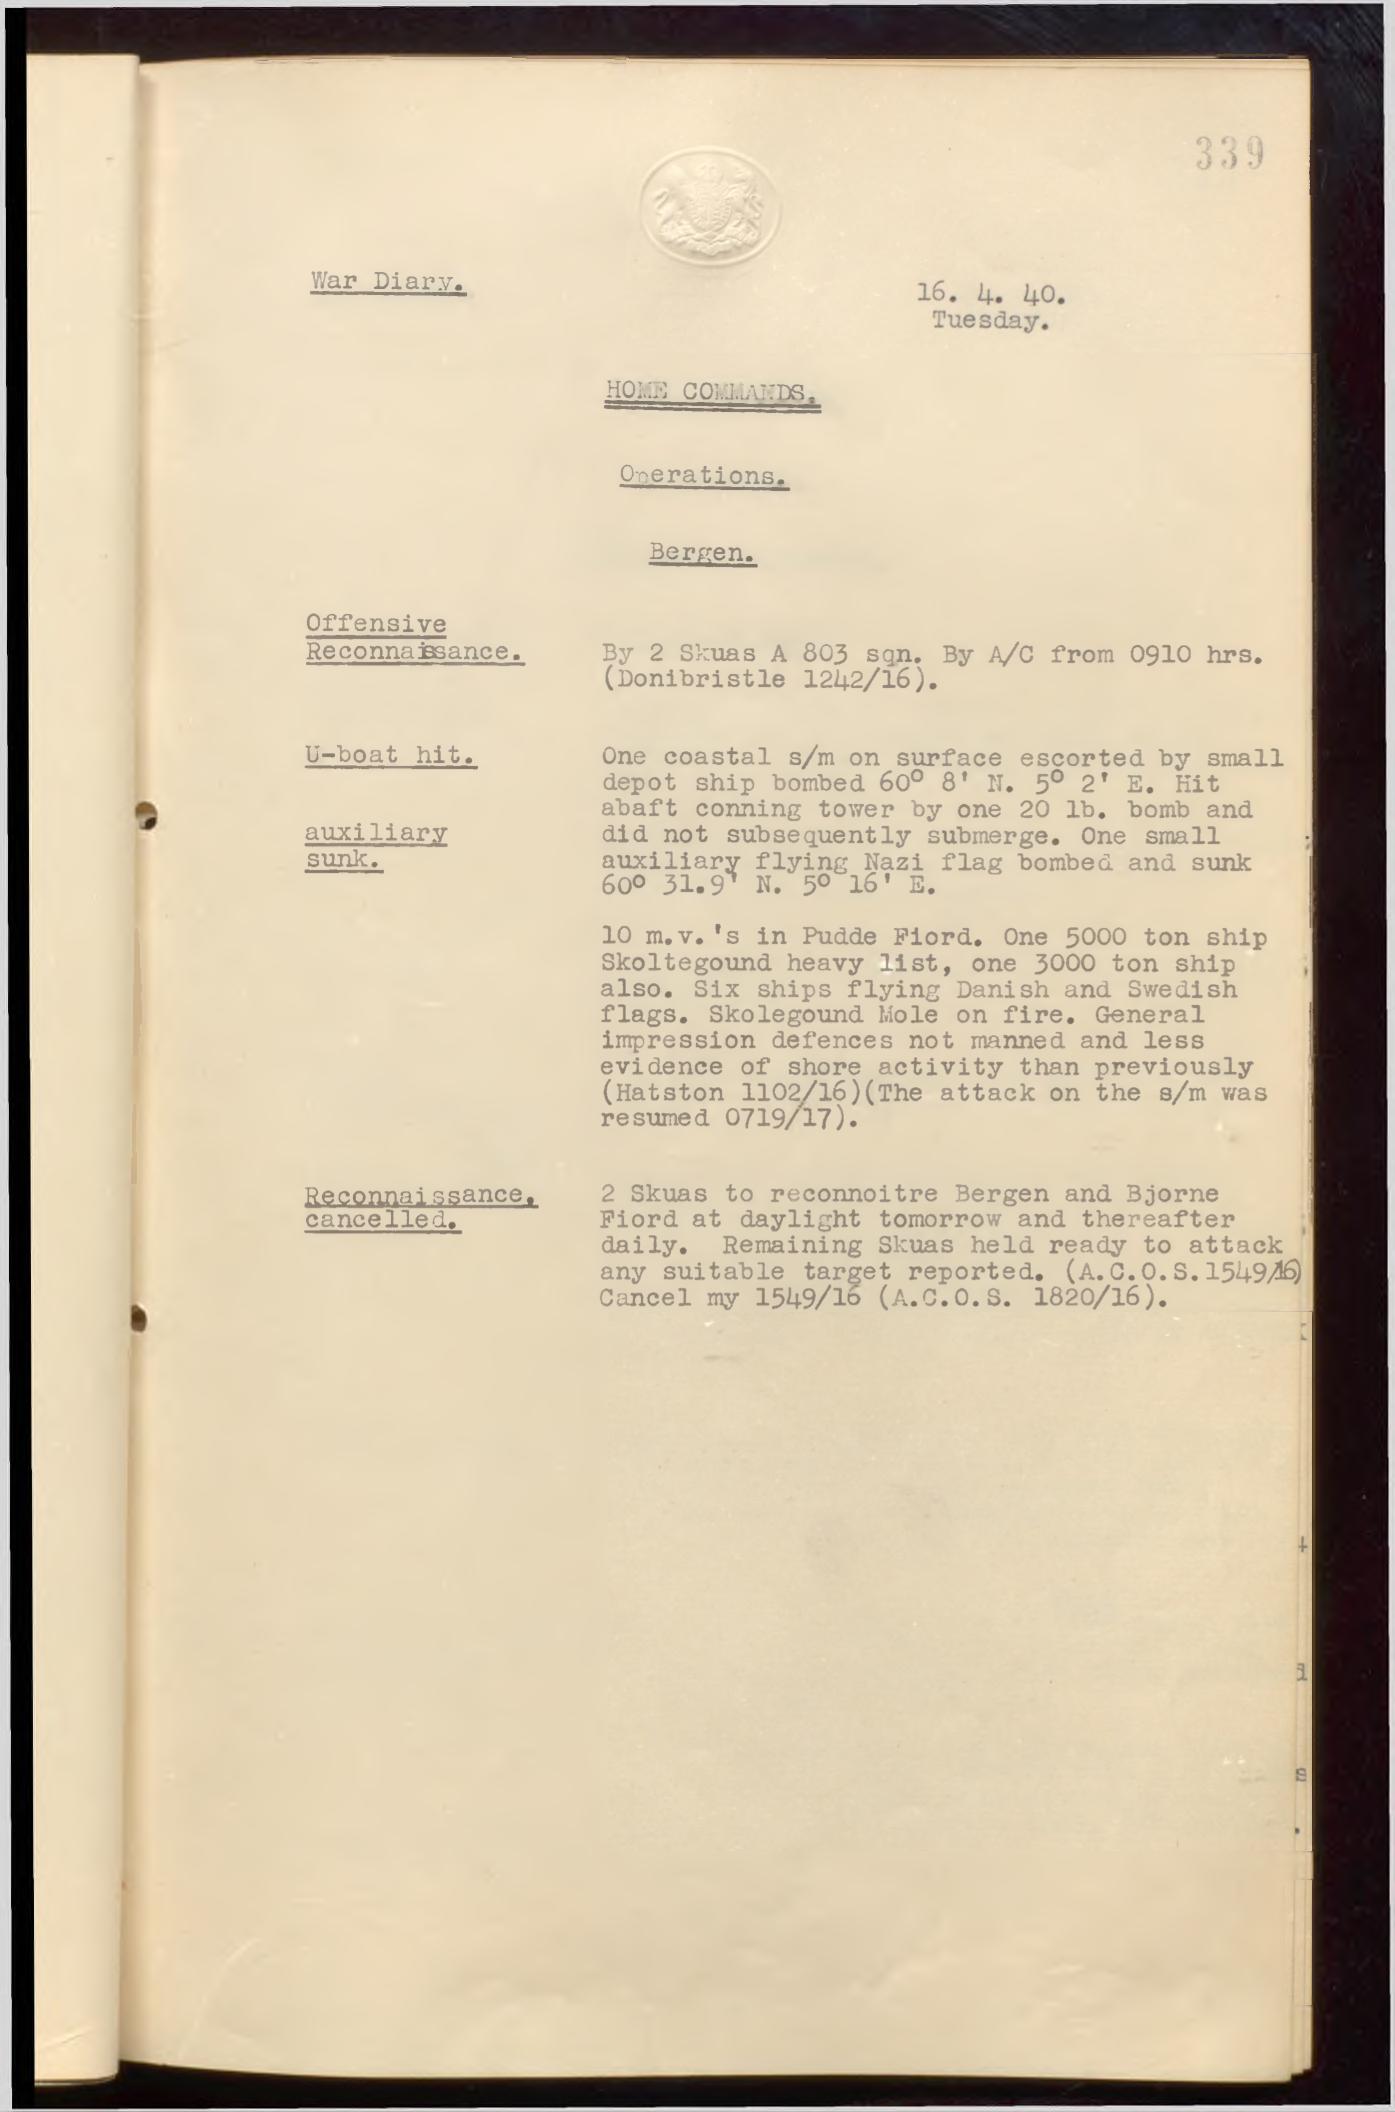 339
War Diary.
16. 4. 40.
Tuesday.
HOME COMMANDS.
Operations.
Bergen.
Offensive
Reconnaissance.
By 2 Skuas A 803 sqn. By A/C from 0910 hrs.
(Donibristle 1242/16).
U-boat hit.
auxiliary
sunk.
One coastal s/m on surface escorted by small
depot ship bombed 60° 8' N. 5° 2' E. Hit
abaft conning tower by one 20 lb. bomb and
did not subsequently submerge. One small
auxiliary flying Nazi flag bombed and sunk
60° 31.9' N. 5° 16' E.
10 m.v.'s in Pudde Fiord. One 5000 ton ship
Skoltegound heavy list, one 3000 ton ship
also. Six ships flying Danish and Swedish
flags. Skolegound Mole on fire. General
impression defences not manned and less
evidence of shore activity than previously
(Hatston 1102/16)(The attack on the s/m was
resumed 0719/17).
Reconnaissance.
cancelled.
2 Skuas to reconnoitre Bergen and Bjorne
Fiord at daylight tomorrow and thereafter
daily. Remaining Skuas held ready to attack
any suitable target reported. (A.C.O.S.1549/16)
Cancel my 1549/16 (A.C.O.S. 1820/16).